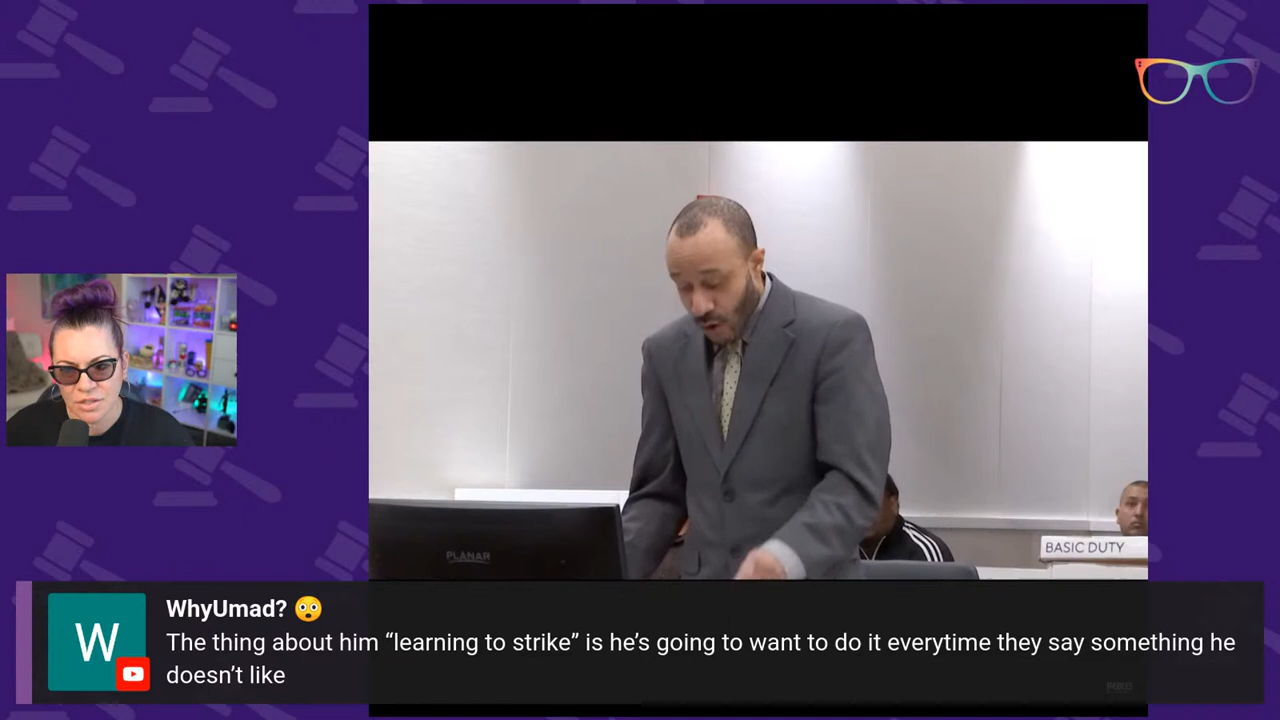 PLANAR
BASIC DUTY
W
WhyUmad? 😳
The thing about him “learning to strike” is he’s going to want to do it everytime they say something he
doesn’t like